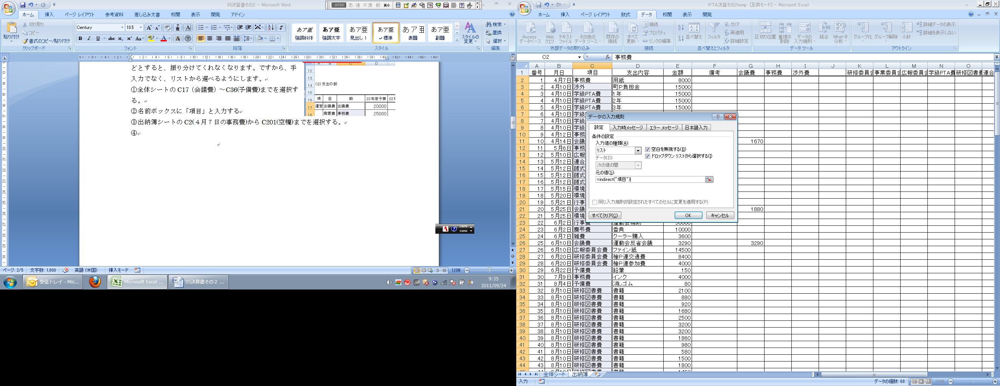 05決算書その2 - Microsoft Word
ATOK あ 連 R漢 般 英小
ホーム 挿入 ページ レイアウト 参考資料 差し込み文書 校閲 表示 開発 アドイン
貼り付け
切り取り
コピー
書式のコピー/貼り付け
クリップボード
Century 10.5
フォント
段落
あア亜 強調斜体
あア亜 強調太字
あア亜 見出し 1
あア亜 ↵ 標準
あア亜 表題
あア亜 副題
スタイルの変更
スタイル
検索
置換
選択
編集
どとすると、振り分けてくれなくなります。ですから、手
入力でなく、リストから選べるようにします。
①全体シートの C17（会議費）～C36(予備費)までを選択す
る。
②名前ボックスに「項目」と入力する
③出納簿シートの C2(４月７日の事務費)から C201(空欄)までを選択する。
④
A B C D
12
13
14 (2)支出の部
15
16 項 目 節 22年度予算
17 運営 会議費 会議費 20000
18 需要費 事務費 25000
CAPS
KANA
ページ: 2/5 文字数: 1,800 英語 (米国) 挿入モード 120%
受信トレイ - Mic...
Microsoft Excel ...
05決算書その2 ...
9:35
2011/09/24
PTA決算その2temp [互換モード] - Microsoft Excel
ホーム 挿入 ページ レイアウト 数式 データ 校閲 表示 開発
Access データベース
Web クエリ
テキスト ファイル
その他の データ ソース
既存の接続
外部データの取り込み
すべて更新
接続
プロパティ
リンクの編集
接続
並べ替え
フィルタ
クリア
再適用
詳細設定
並べ替えとフィルタ
区切り位置
重複の削除
データの入力規則
統合
What-If 分析
データ ツール
グループ化
グループ解除
小計
詳細データの表示
詳細を表示しない
アウトライン
C2 fx 事務費
A B C D E F G H I J K L M N O
1 番号 月日 項目 支出内容 金額 備考 会議費 事務費 渉外費 研修委員会 事業委員会 広報委員会 学級PTA費 研修図書費 連合
2 1 4月7日 事務費 用紙 8000
3 2 4月10日 渉外 町P負担金 15000
4 3 4月10日 学級PTA費 1年 15000
5 4 4月10日 学級PTA費 2年 15000
6 5 4月10日 学級PTA費 3年 15000
7 6 4月10日 学級
8 7 4月10日 学級
9 8 4月10日 学級
10 9 4月12日 事務
11 10 4月14日 会議 1670
12 11 5月6日 事務
13 12 5月10日 広報
14 13 5月12日 連合
15 14 5月12日 諸式
16 15 5月12日 諸式
17 16 5月12日 諸式
18 17 5月15日 環境
19 18 5月20日 環境
20 19 5月21日 行事
21 20 5月25日 会議 1880
22 21 5月25日 環境
23 22 6月2日 行事費 運動会補助
24 23 6月2日 慶弔費 香典 10000
25 24 6月7日 雑費 クーラー購入 3600
26 25 6月10日 会議費 運動会反省会議 3290 3290
27 26 6月10日 広報委員会費 ファイン紙 14500
28 27 6月20日 研修委員会費 檜P連交通費 8400
29 28 6月20日 研修委員会費 檜P連参加費 4000
30 29 6月22日 予備費 鉛筆 150
31 30 7月9日 事務費 インク 4000
32 31 8月4日 予備費 消しゴム 80
33 32 8月10日 研修図書費 書籍 2100
34 33 8月10日 研修図書費 書籍 880
35 34 8月10日 研修図書費 書籍 920
36 35 8月10日 研修図書費 書籍 1680
37 36 8月10日 研修図書費 書籍 2500
38 37 8月10日 研修図書費 書籍 3200
39 38 8月10日 研修図書費 書籍 3200
40 39 8月10日 研修図書費 書籍 1860
41 40 8月10日 研修図書費 書籍 980
42 41 8月10日 研修図書費 書籍 580
43 42 8月10日 研修図書費 書籍 1500
44 43 8月10日 研修図書費 書籍 1800
データの入力規則
設定 入力時メッセージ エラー メッセージ 日本語入力
条件の設定
入力値の種類(A):
リスト
空白を無視する(B)
ドロップダウン リストから選択する(I)
データ(D):
次の値の間
元の値(S):
=indirect("項目")
同じ入力規則が設定されたすべてのセルに変更を適用する(P)
すべてクリア(C) OK キャンセル
全体シート 出納簿
入力 データの個数: 68 100%